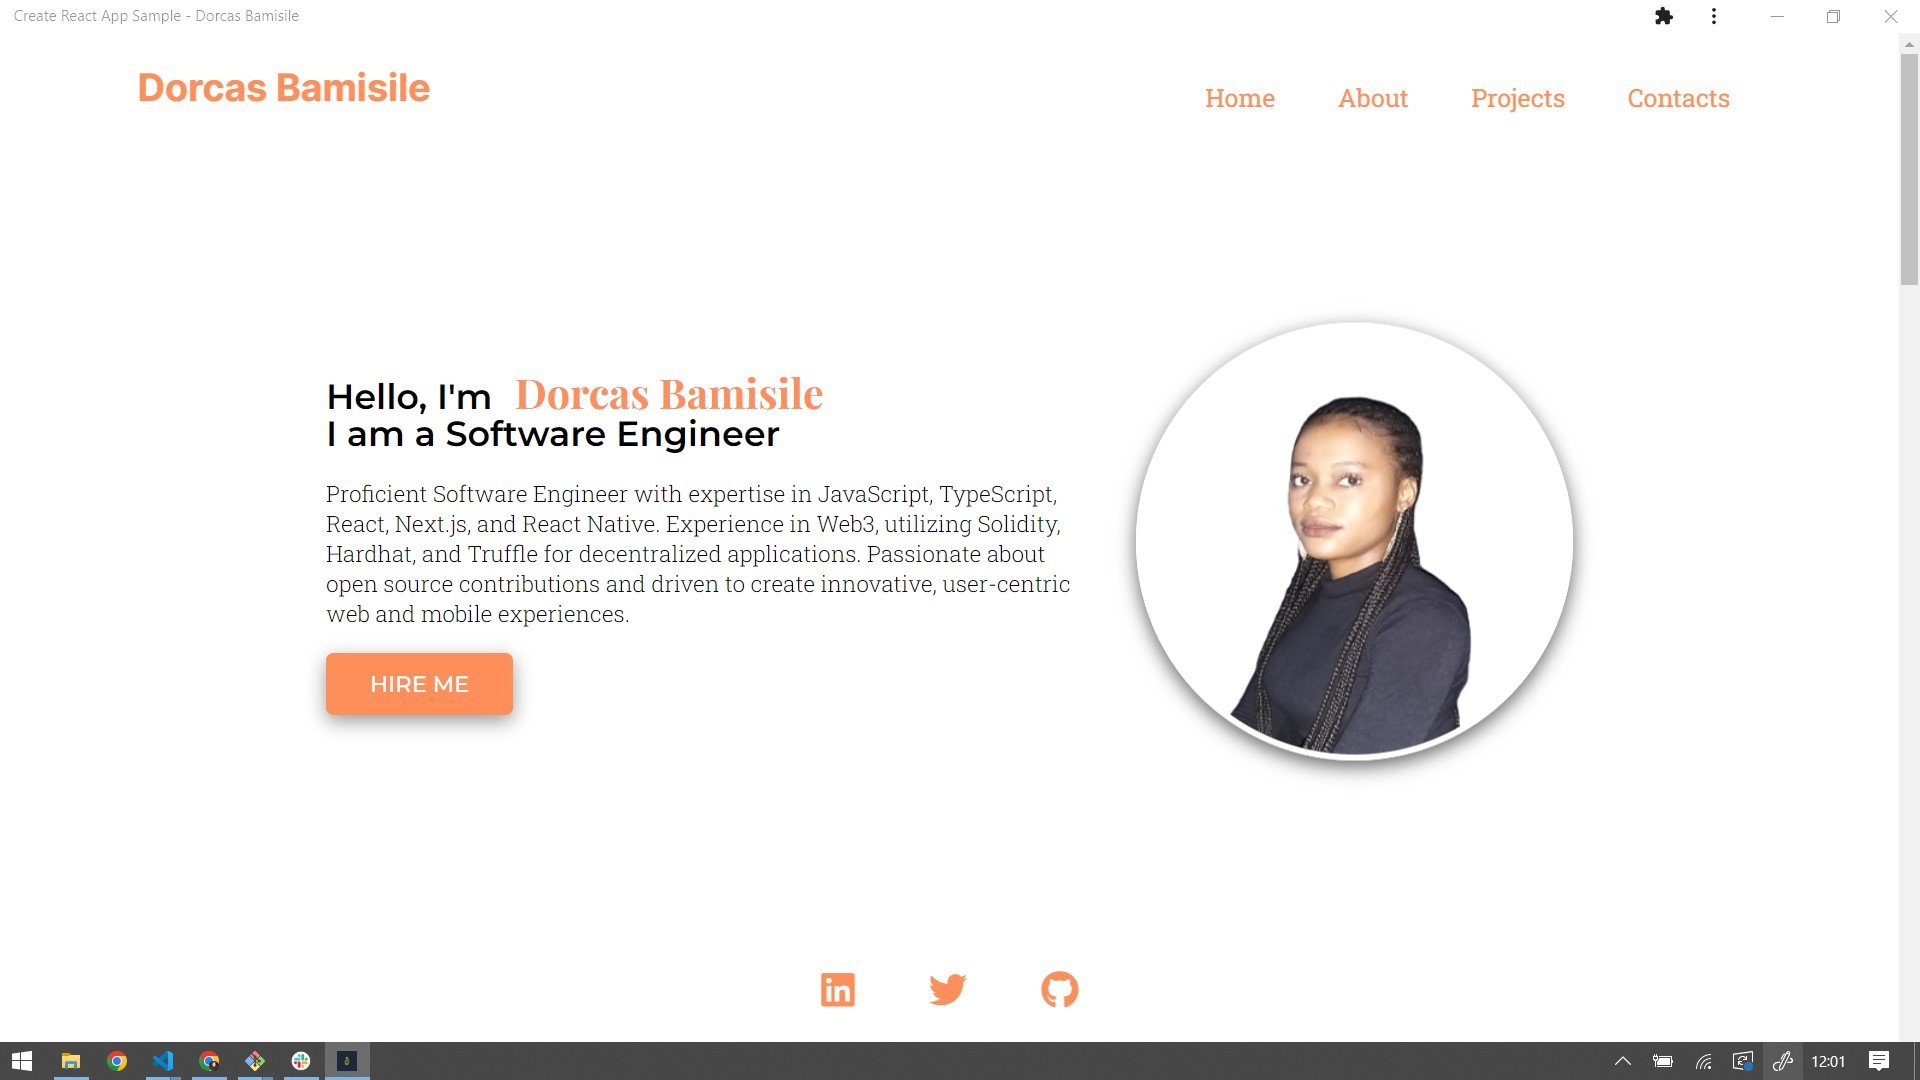 Create React App Sample - Dorcas Bamisile
Dorcas Bamisile
Home About Projects Contacts
Hello, I'm Dorcas Bamisile
I am a Software Engineer
Proficient Software Engineer with expertise in JavaScript, TypeScript,
React, Next.js, and React Native. Experience in Web3, utilizing Solidity,
Hardhat, and Truffle for decentralized applications. Passionate about
open source contributions and driven to create innovative, user-centric
web and mobile experiences.
HIRE ME
in
12:01